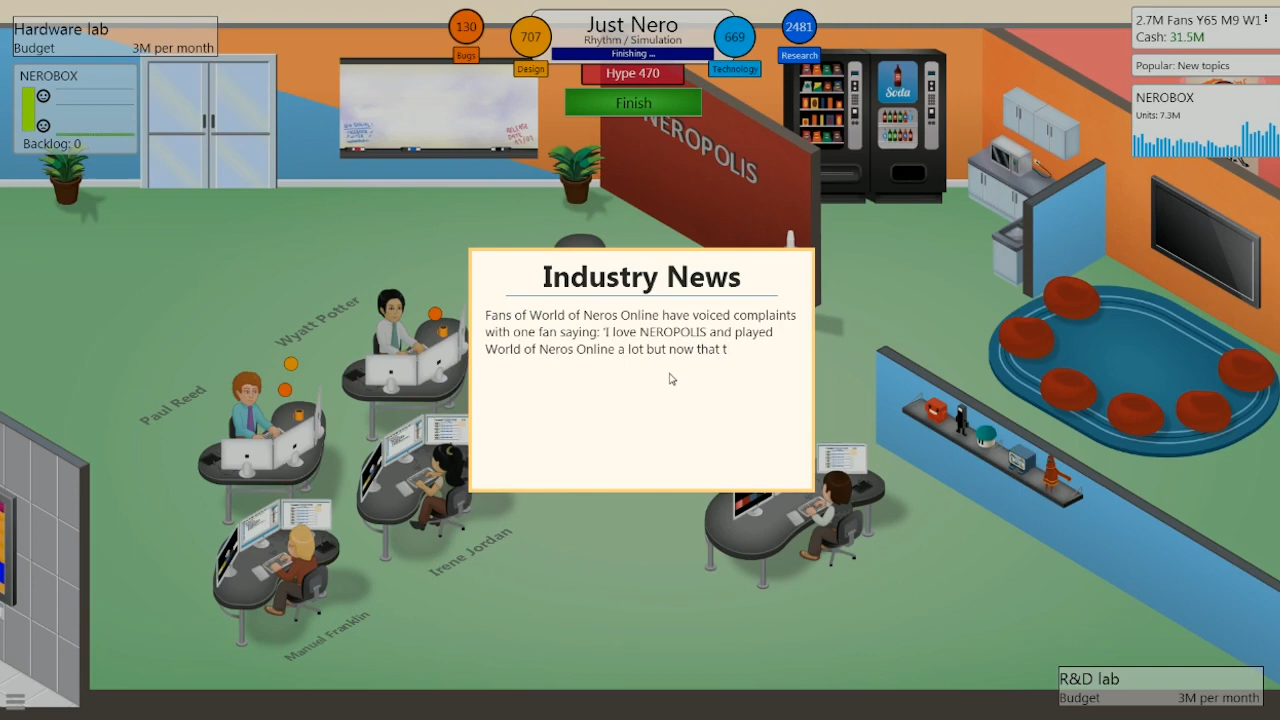 Hardware lab
Budget 3M per month
NEROBOX
Backlog: 0
130
Bugs
707
Design
Just Nero
Rhythm / Simulation
Finishing ...
Hype 470
Finish
669
Technology
2481
Research
2.7M Fans Y65 M9 W1
Cash: 31.5M
Popular: New topics
NEROBOX
Units: 7.3M
RELEASE
DATE
NEROPOLIS
Soda
Industry News
Fans of World of Neros Online have voiced complaints
with one fan saying: 'I love NEROPOLIS and played
World of Neros Online a lot but now that t
Wyatt Potter
Paul Reed
Irene Jordan
Manuel Franklin
R&D lab
Budget 3M per month